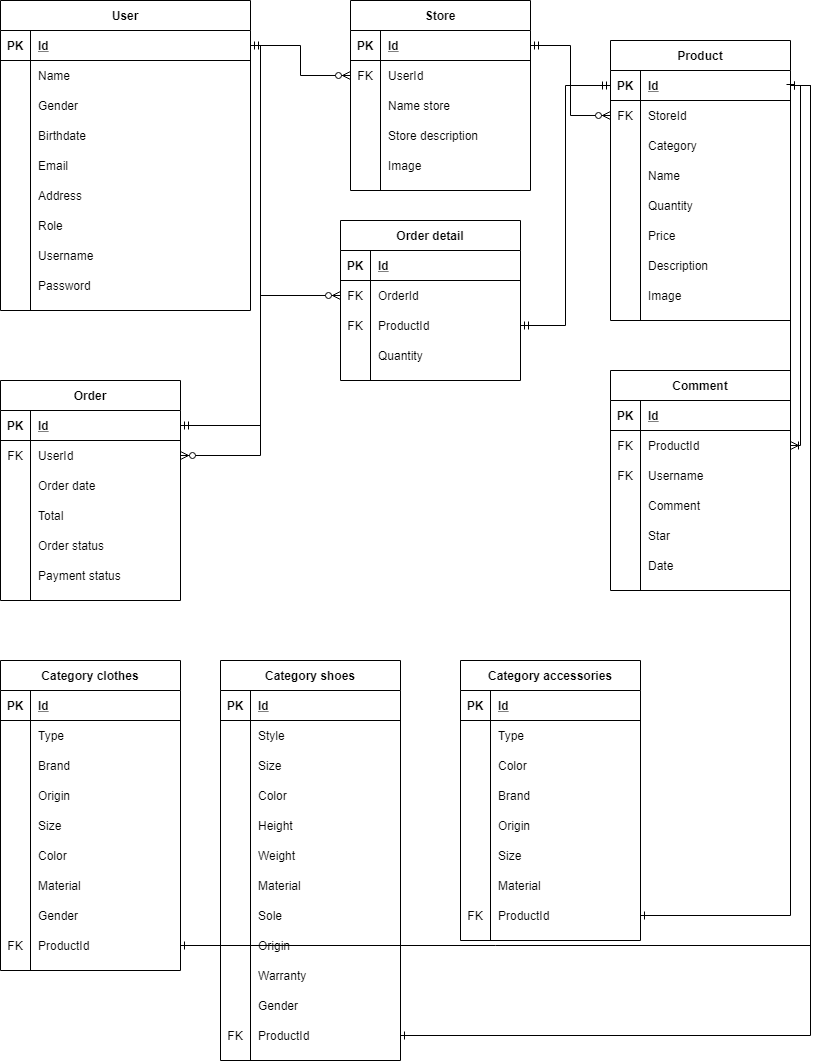 User
PK Id
Name
Gender
Birthdate
Email
Address
Role
Username
Password
Store
PK Id
FK UserId
Name store
Store description
Image
Product
PK Id
FK StoreId
Category
Name
Quantity
Price
Description
Image
Order detail
PK Id
FK OrderId
FK ProductId
Quantity
Order
PK Id
FK UserId
Order date
Total
Order status
Payment status
Comment
PK Id
FK ProductId
FK Username
Comment
Star
Date
Category clothes
PK Id
Type
Brand
Origin
Size
Color
Material
Gender
FK ProductId
Category shoes
PK Id
Style
Size
Color
Height
Weight
Material
Sole
Origin
Warranty
Gender
FK ProductId
Category accessories
PK Id
Type
Color
Brand
Origin
Size
Material
FK ProductId